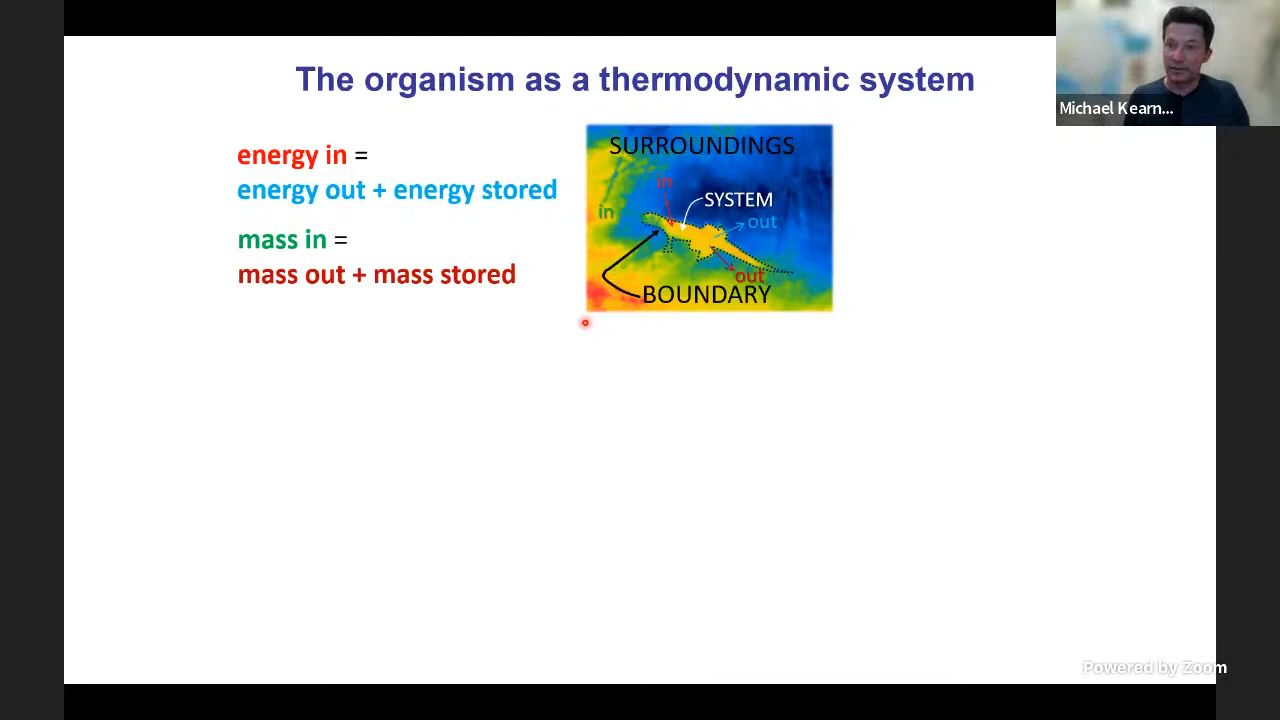 The organism as a thermodynamic system
Michael Kearn...
energy in =
energy out + energy stored
mass in =
mass out + mass stored
SURROUNDINGS
in
in
SYSTEM
out
out
BOUNDARY
Powered by Zoom